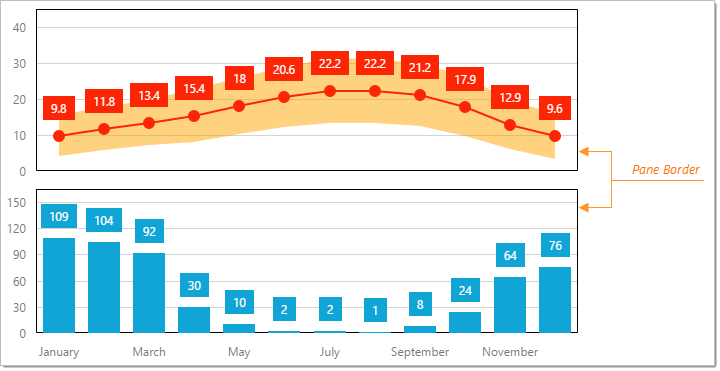 40
30
20
10
0
9.8 11.8 13.4 15.4 18 20.6 22.2 22.2 21.2 17.9 12.9 9.6
Pane Border
150
120
90
60
30
0
109 104 92 30 10 2 2 1 8 24 64 76
January March May July September November